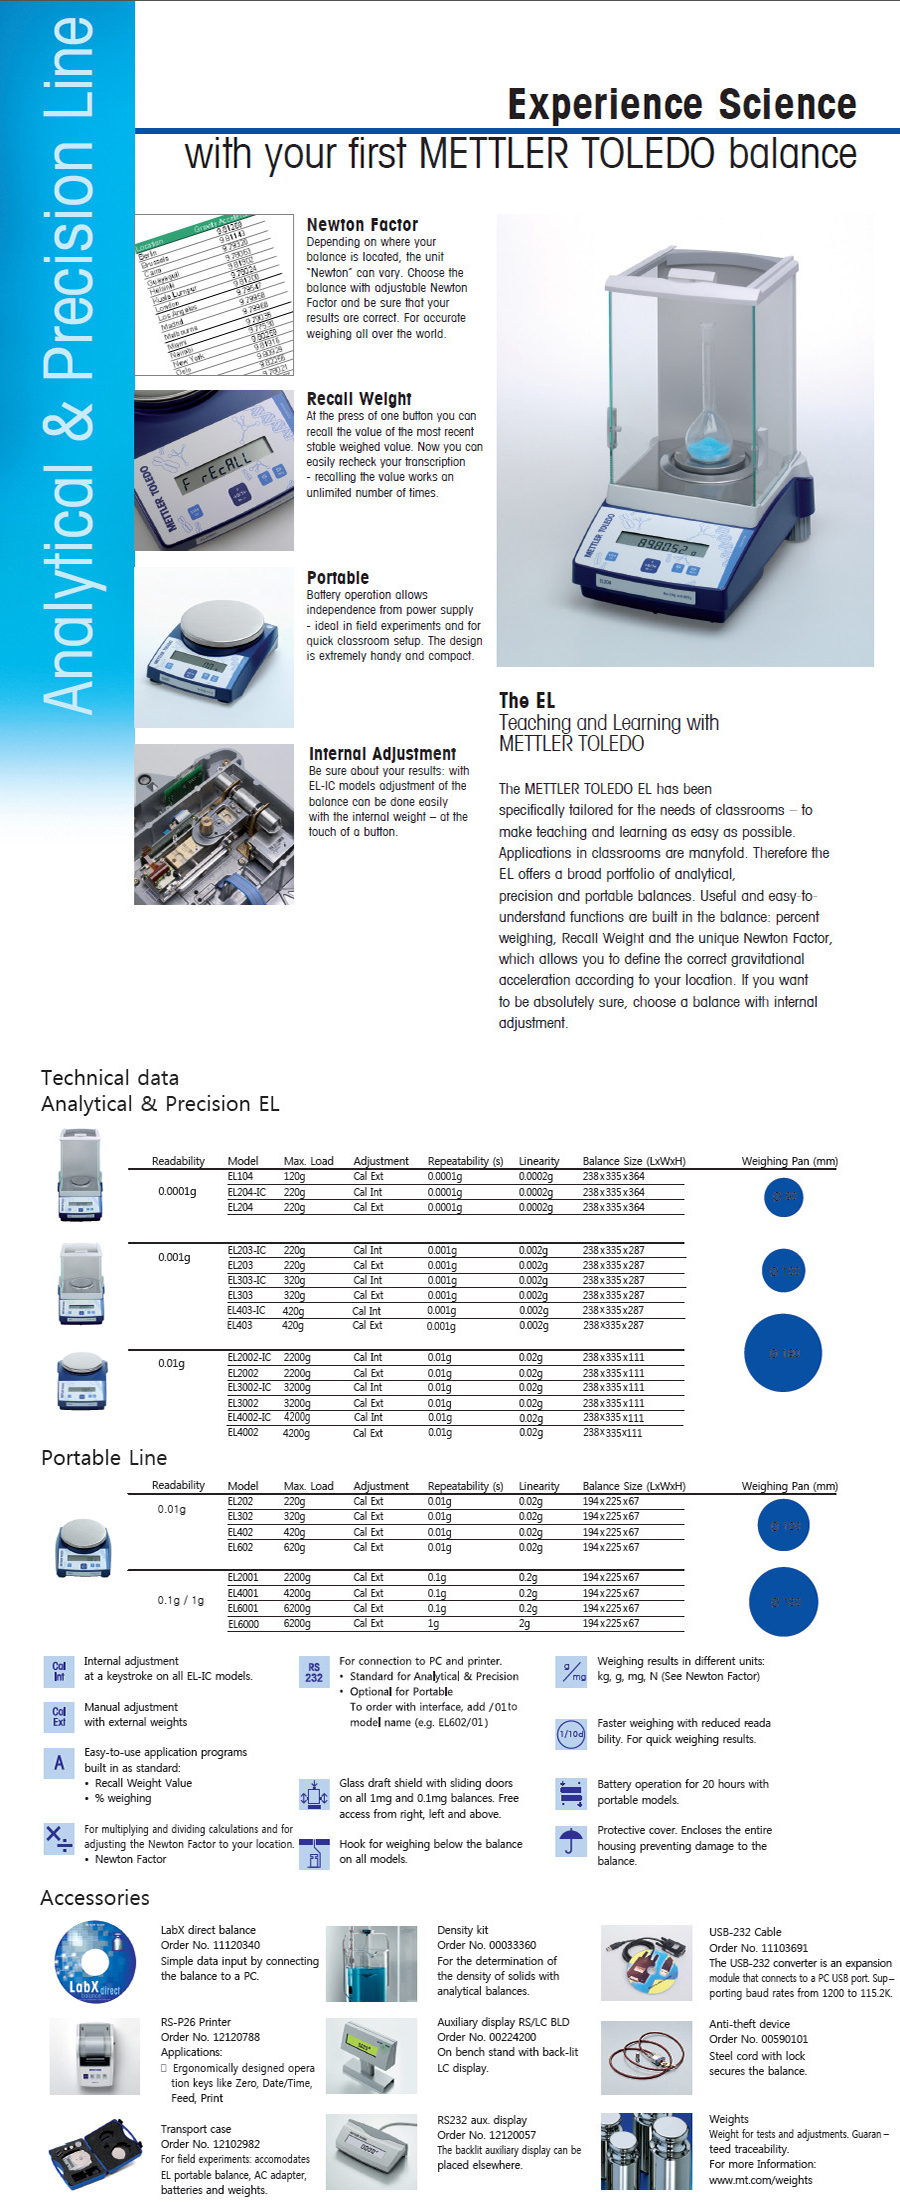 Analytical & Precision Line
Experience Science
with your first METTLER TOLEDO balance
Location
Berlin
Brussels
Cairo
Guayaquil
Helsinki
Kuala Lumpur
London
Los Angeles
Madrid
Melbourne
Miami
Nairobi
New York
Oslo
Newton Factor
Depending on where your
balance is located, the unit
"Newton" can vary. Choose the
balance with adjustable Newton
Factor and be sure that your
results are correct. For accurate
weighing all over the world.
METTLER TOLEDO
rEcALL
Recall Weight
At the press of one button you can
recall the value of the most recent
stable weighed value. Now you can
easily recheck your transcription
- recalling the value works an
unlimited number of times.
Portable
Battery operation allows
independence from power supply
- ideal in field experiments and for
quick classroom setup. The design
is extremely handy and compact.
Internal Adjustment
Be sure about your results: with
EL-IC models adjustment of the
balance can be done easily
with the internal weight – at the
touch of a button.
METTLER TOLEDO
EL204
The EL
Teaching and Learning with
METTLER TOLEDO
The METTLER TOLEDO EL has been
specifically tailored for the needs of classrooms – to
make teaching and learning as easy as possible.
Applications in classrooms are manyfold. Therefore the
EL offers a broad portfolio of analytical,
precision and portable balances. Useful and easy-to-
understand functions are built in the balance: percent
weighing, Recall Weight and the unique Newton Factor,
which allows you to define the correct gravitational
acceleration according to your location. If you want
to be absolutely sure, choose a balance with internal
adjustment.
Technical data
Analytical & Precision EL
Readability Model Max. Load Adjustment Repeatability (s) Linearity Balance Size (LxWxH) Weighing Pan (mm)
0.0001g
EL104 120g Cal Ext 0.0001g 0.0002g 238x335x364
EL204-IC 220g Cal Int 0.0001g 0.0002g 238x335x364
EL204 220g Cal Ext 0.0001g 0.0002g 238x335x364
0.001g
EL203-IC 220g Cal Int 0.001g 0.002g 238x335x287
EL203 220g Cal Ext 0.001g 0.002g 238x335x287
EL303-IC 320g Cal Int 0.001g 0.002g 238x335x287
EL303 320g Cal Ext 0.001g 0.002g 238x335x287
EL403-IC 420g Cal Int 0.001g 0.002g 238x335x287
EL403 420g Cal Ext 0.001g 0.002g 238x335x287
0.01g
EL2002-IC 2200g Cal Int 0.01g 0.02g 238x335x111
EL2002 2200g Cal Ext 0.01g 0.02g 238x335x111
EL3002-IC 3200g Cal Int 0.01g 0.02g 238x335x111
EL3002 3200g Cal Ext 0.01g 0.02g 238x335x111
EL4002-IC 4200g Cal Int 0.01g 0.02g 238x335x111
EL4002 4200g Cal Ext 0.01g 0.02g 238x335x111
Ø 180
Portable Line
Readability Model Max. Load Adjustment Repeatability (s) Linearity Balance Size (LxWxH) Weighing Pan (mm)
0.01g
EL202 220g Cal Ext 0.01g 0.02g 194x225x67
EL302 320g Cal Ext 0.01g 0.02g 194x225x67
EL402 420g Cal Ext 0.01g 0.02g 194x225x67
EL602 620g Cal Ext 0.01g 0.02g 194x225x67
0.1g / 1g
EL2001 2200g Cal Ext 0.1g 0.2g 194x225x67
EL4001 4200g Cal Ext 0.1g 0.2g 194x225x67
EL6001 6200g Cal Ext 0.1g 0.2g 194x225x67
EL6000 6200g Cal Ext 1g 2g 194x225x67
Cal
Int
Internal adjustment
at a keystroke on all EL-IC models.
Cal
Ext
Manual adjustment
with external weights
A
Easy-to-use application programs
built in as standard:
• Recall Weight Value
• % weighing
For multiplying and dividing calculations and for
adjusting the Newton Factor to your location.
• Newton Factor
RS
232
For connection to PC and printer.
• Standard for Analytical & Precision
• Optional for Portable
To order with interface, add /01to
model name (e.g. EL602/01)
Glass draft shield with sliding doors
on all 1mg and 0.1mg balances. Free
access from right, left and above.
Hook for weighing below the balance
on all models.
g/mg
Weighing results in different units:
kg, g, mg, N (See Newton Factor)
1/10d
Faster weighing with reduced reada
bility. For quick weighing results.
Battery operation for 20 hours with
portable models.
Protective cover. Encloses the entire
housing preventing damage to the
balance.
Accessories
LabX direct
balance
LabX direct balance
Order No. 11120340
Simple data input by connecting
the balance to a PC.
RS-P26 Printer
Order No. 12120788
Applications:
□ Ergonomically designed opera
tion keys like Zero, Date/Time,
Feed, Print
Transport case
Order No. 12102982
For field experiments: accomodates
EL portable balance, AC adapter,
batteries and weights.
Density kit
Order No. 00033360
For the determination of
the density of solids with
analytical balances.
Auxiliary display RS/LC BLD
Order No. 00224200
On bench stand with back-lit
LC display.
RS232 aux. display
Order No. 12120057
The backlit auxiliary display can be
placed elsewhere.
USB-232 Cable
Order No. 11103691
The USB-232 converter is an expansion
module that connects to a PC USB port. Sup-
porting baud rates from 1200 to 115.2K.
Anti-theft device
Order No. 00590101
Steel cord with lock
secures the balance.
Weights
Weight for tests and adjustments. Guaran-
teed traceability.
For more Information:
www.mt.com/weights